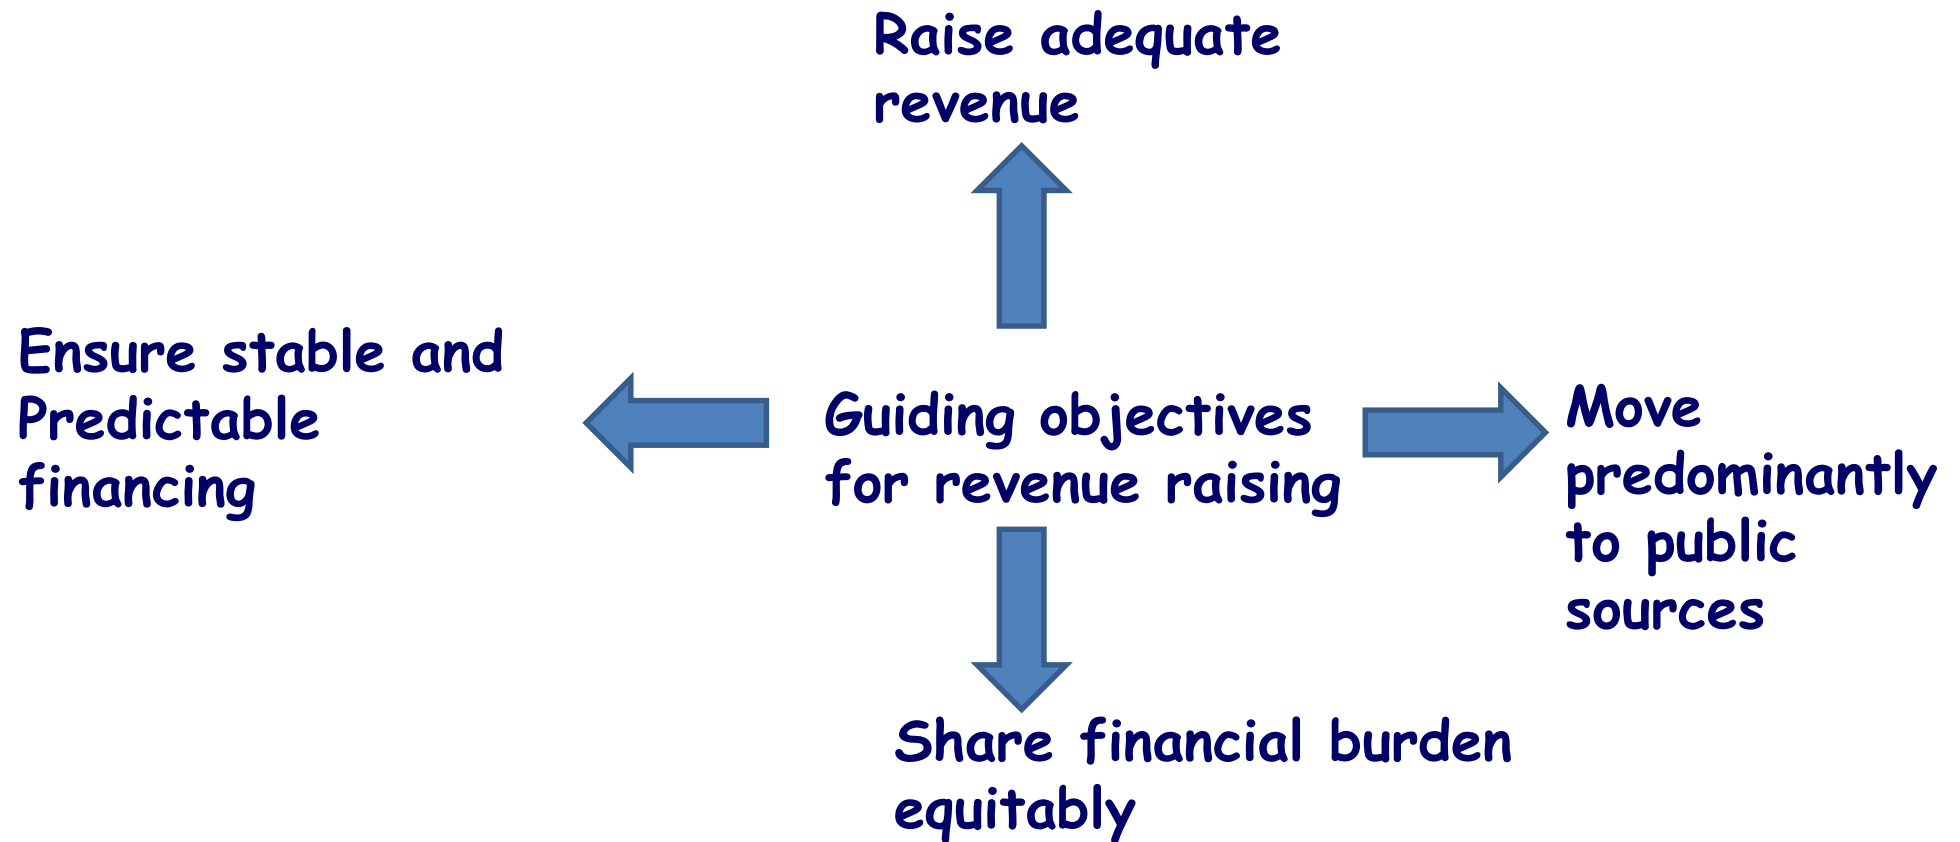 Raise adequate
revenue
Ensure stable and
Predictable
financing
Guiding objectives
for revenue raising
Move
predominantly
to public
sources
Share financial burden
equitably